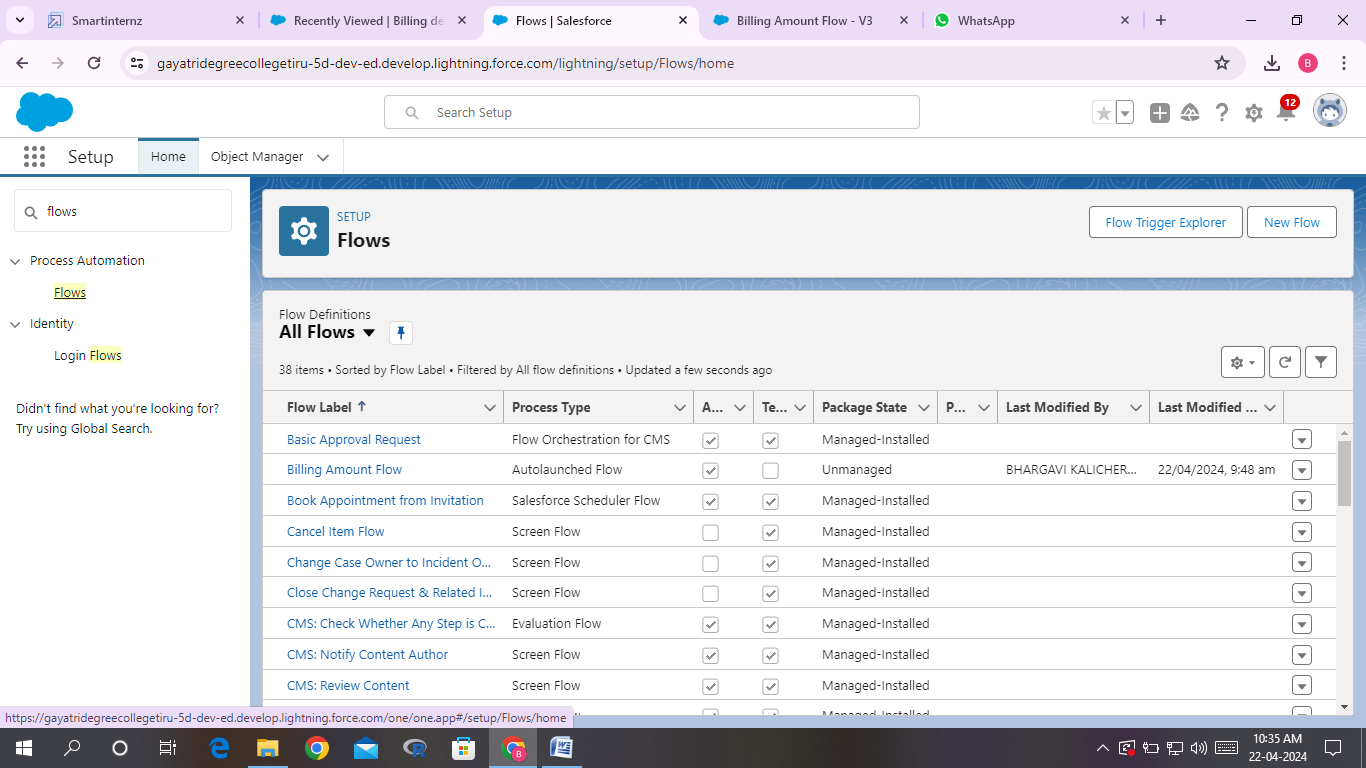 Smartinternz
Recently Viewed | Billing de
Flows | Salesforce
Billing Amount Flow - V3
WhatsApp
gayatridegreecollegetiru-5d-dev-ed.develop.lightning.force.com/lightning/setup/Flows/home
B
Search Setup
12
Setup
Home
Object Manager
flows
Process Automation
Flows
Identity
Login Flows
Didn't find what you're looking for?
Try using Global Search.
SETUP
Flows
Flow Trigger Explorer
New Flow
Flow Definitions
All Flows
38 items • Sorted by Flow Label • Filtered by All flow definitions • Updated a few seconds ago
Flow Label Process Type A... Te... Package State P... Last Modified By Last Modified ...
Basic Approval Request Flow Orchestration for CMS Managed-Installed
Billing Amount Flow Autolaunched Flow Unmanaged BHARGAVI KALICHER... 22/04/2024, 9:48 am
Book Appointment from Invitation Salesforce Scheduler Flow Managed-Installed
Cancel Item Flow Screen Flow Managed-Installed
Change Case Owner to Incident O... Screen Flow Managed-Installed
Close Change Request & Related I... Screen Flow Managed-Installed
CMS: Check Whether Any Step is C... Evaluation Flow Managed-Installed
CMS: Notify Content Author Screen Flow Managed-Installed
CMS: Review Content Screen Flow Managed-Installed
https://gayatridegreecollegetiru-5d-dev-ed.develop.lightning.force.com/one/one.app#/setup/Flows/home
10:35 AM
22-04-2024